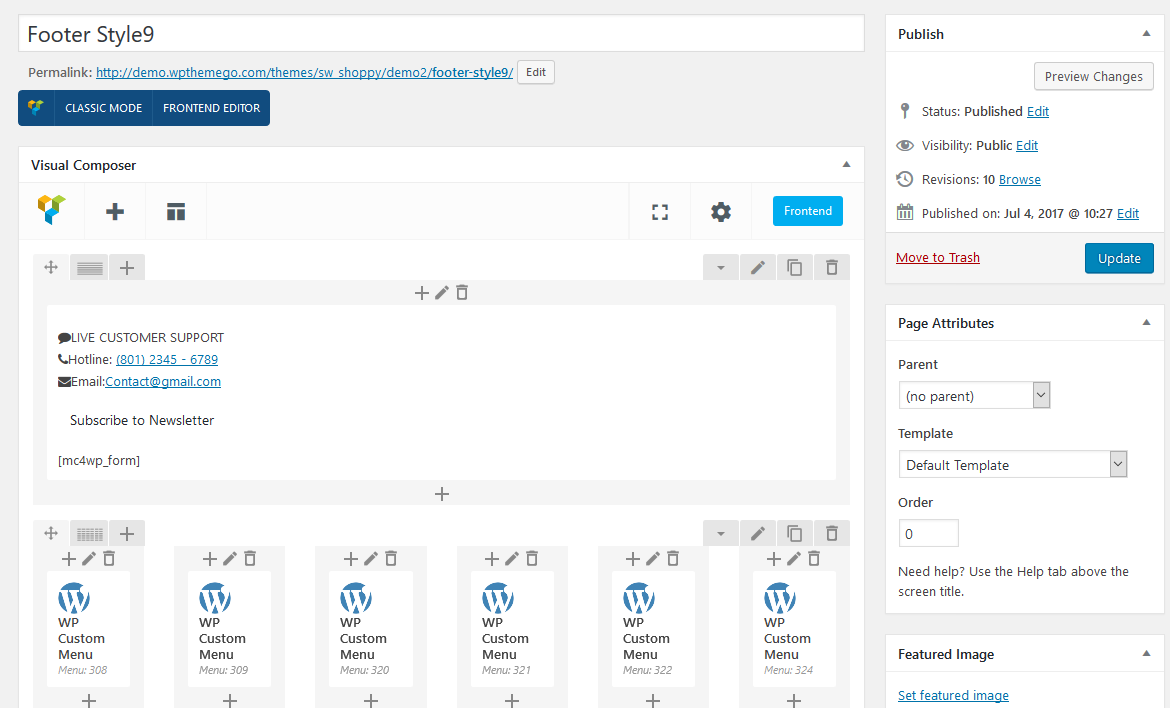 Footer Style9
Permalink: http://demo.wpthemego.com/themes/sw_shoppy/demo2/footer-style9/ Edit
CLASSIC MODE FRONTEND EDITOR
Visual Composer
Frontend
LIVE CUSTOMER SUPPORT
Hotline: (801) 2345 - 6789
Email:Contact@gmail.com
Subscribe to Newsletter
[mc4wp_form]
WP Custom Menu
Menu: 308
WP Custom Menu
Menu: 309
WP Custom Menu
Menu: 320
WP Custom Menu
Menu: 321
WP Custom Menu
Menu: 322
WP Custom Menu
Menu: 324
Publish
Preview Changes
Status: Published Edit
Visibility: Public Edit
Revisions: 10 Browse
Published on: Jul 4, 2017 @ 10:27 Edit
Move to Trash Update
Page Attributes
Parent
(no parent)
Template
Default Template
Order
0
Need help? Use the Help tab above the
screen title.
Featured Image
Set featured image